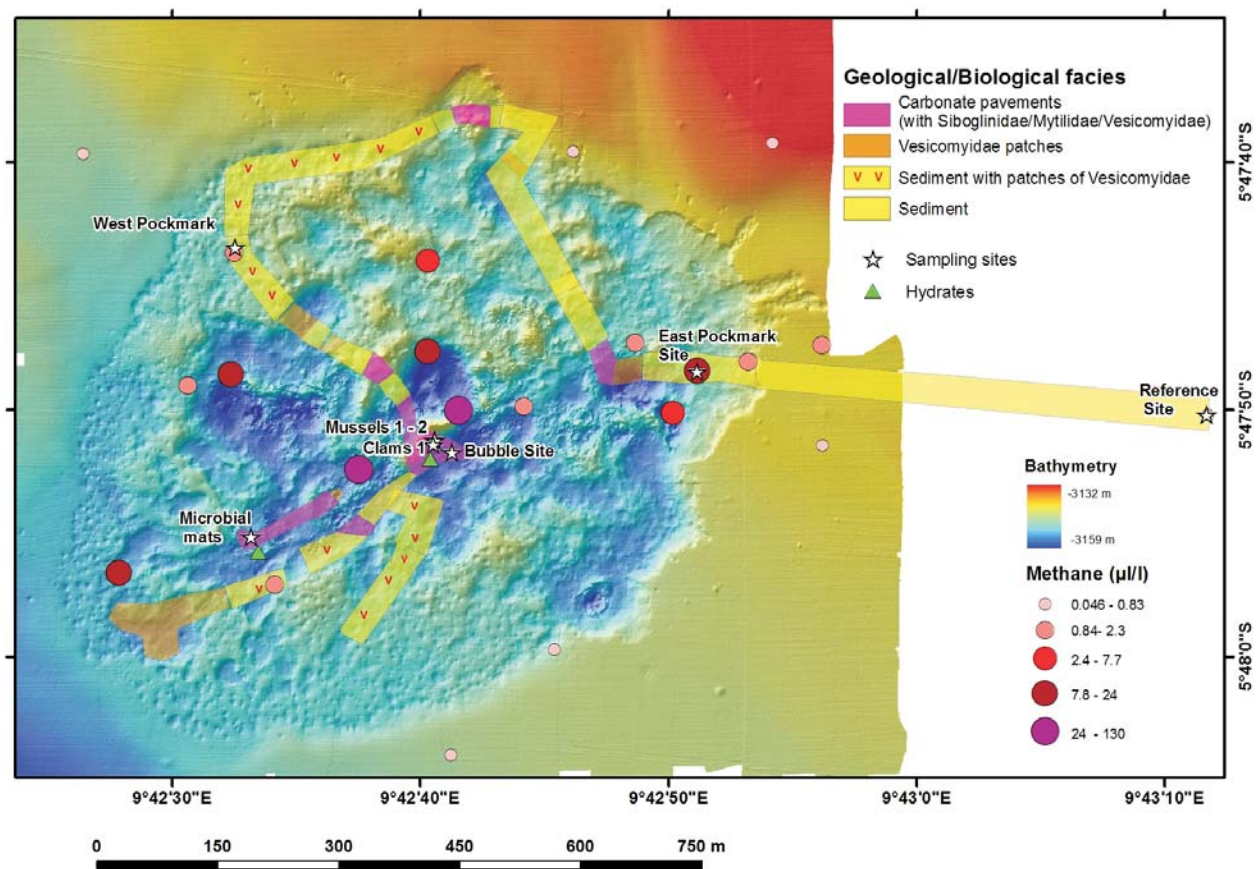 Geological/Biological facies
Carbonate pavements
(with Siboglinidae/Mytilidae/Vesicomyidae)
Vesicomyidae patches
v v
Sediment with patches of Vesicomyidae
Sediment
Sampling sites
Hydrates
5°47'40"S
West Pockmark
East Pockmark
Site
Reference
Site
5°47'50"S
Mussels 1 - 2
Clams 1
Bubble Site
Microbial
mats
Bathymetry
-3132 m
-3159 m
Methane (µl/l)
0.046 - 0.83
0.84- 2.3
2.4 - 7.7
7.8 - 24
24 - 130
5°48'0"S
9°42'30"E
9°42'40"E
9°42'50"E
9°43'0"E
9°43'10"E
0 150 300 450 600 750 m